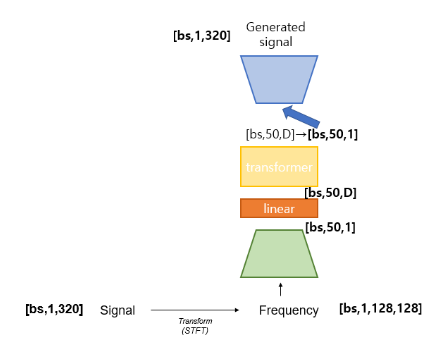 [bs,1,320]
Generated
signal
[bs,50,D]→[bs,50,1]
transformer
[bs,50,D]
linear
[bs,50,1]
[bs,1,320] Signal Frequency [bs,1,128,128]
Transform
(STFT)